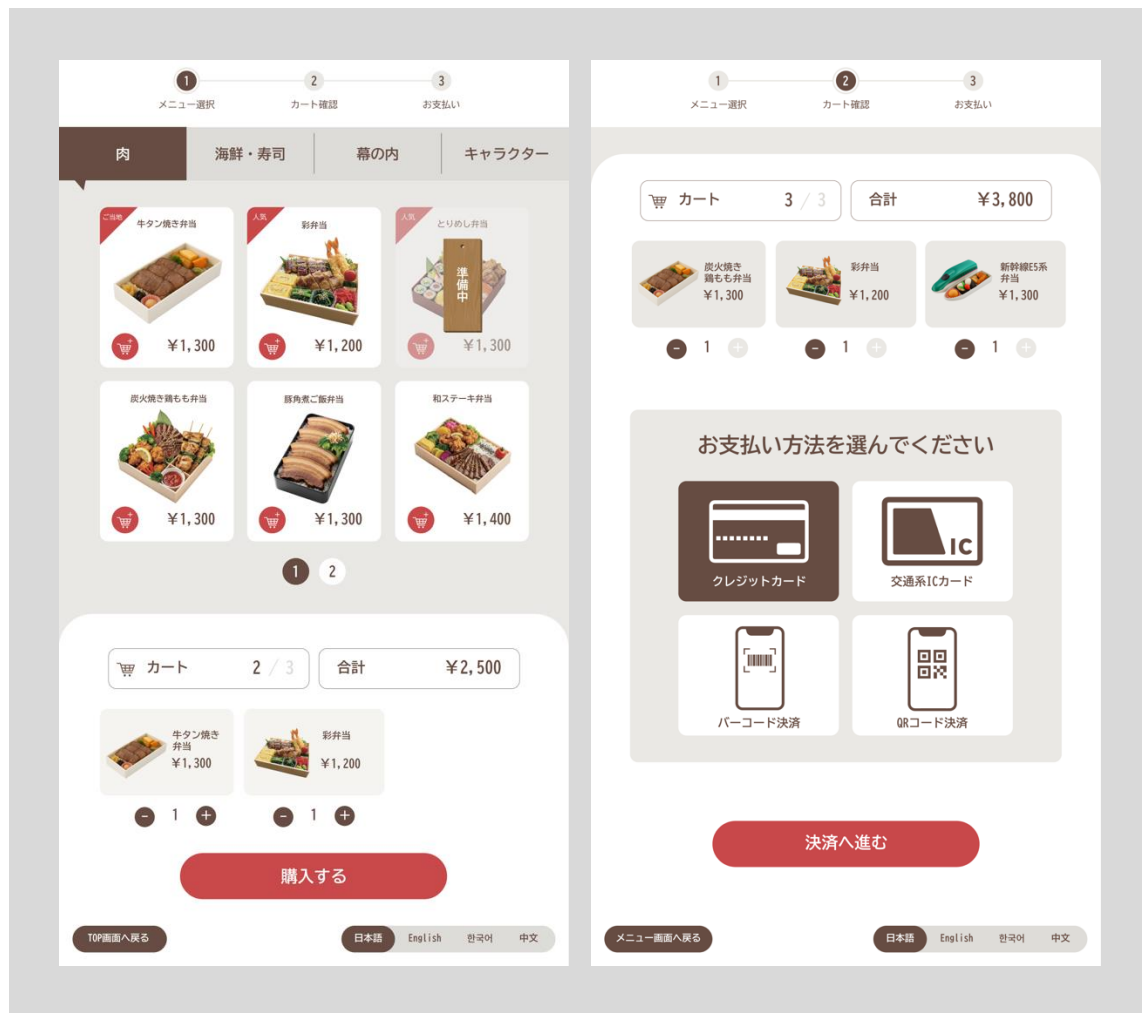 1
2
3
メニュー選択
カート確認
お支払い
肉
海鮮・寿司
幕の内
キャラクター
ご当地
牛タン焼き弁当
¥1,300
人気
彩弁当
¥1,200
人気
とりめし弁当
準備中
¥1,300
炭火焼き鶏もも弁当
¥1,300
豚角煮ご飯弁当
¥1,300
和ステーキ弁当
¥1,400
1
2
カート 2 / 3
合計 ¥2,500
牛タン焼き
弁当
¥1,300
彩弁当
¥1,200
- 1 +
- 1 +
購入する
TOP画面へ戻る
日本語 English 한국어 中文
1
2
3
メニュー選択
カート確認
お支払い
カート 3 / 3
合計 ¥3,800
炭火焼き
鶏もも弁当
¥1,300
彩弁当
¥1,200
新幹線E5系
弁当
¥1,300
- 1 +
- 1 +
- 1 +
お支払い方法を選んでください
クレジットカード
IC
交通系ICカード
バーコード決済
QRコード決済
決済へ進む
メニュー画面へ戻る
日本語 English 한국어 中文